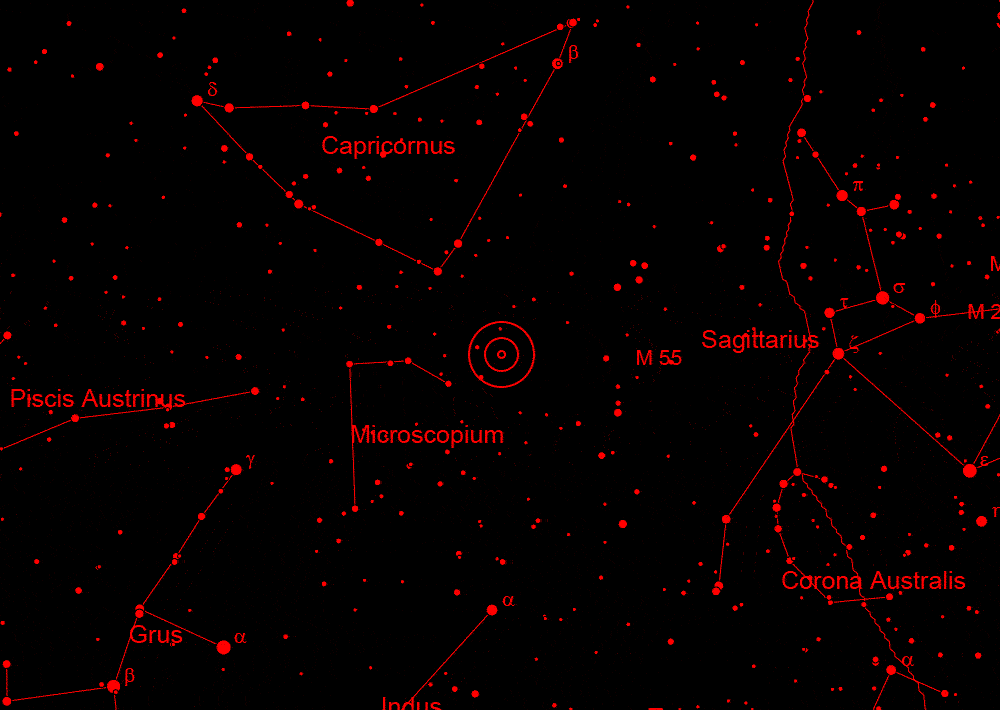 α
β
δ
Capricornus
π
M
σ
τ
φ
M 2
Sagittarius
ζ
M 55
Piscis Austrinus
Microscopium
γ
ε
η
α
Corona Australis
Grus
α
α
β
Indus